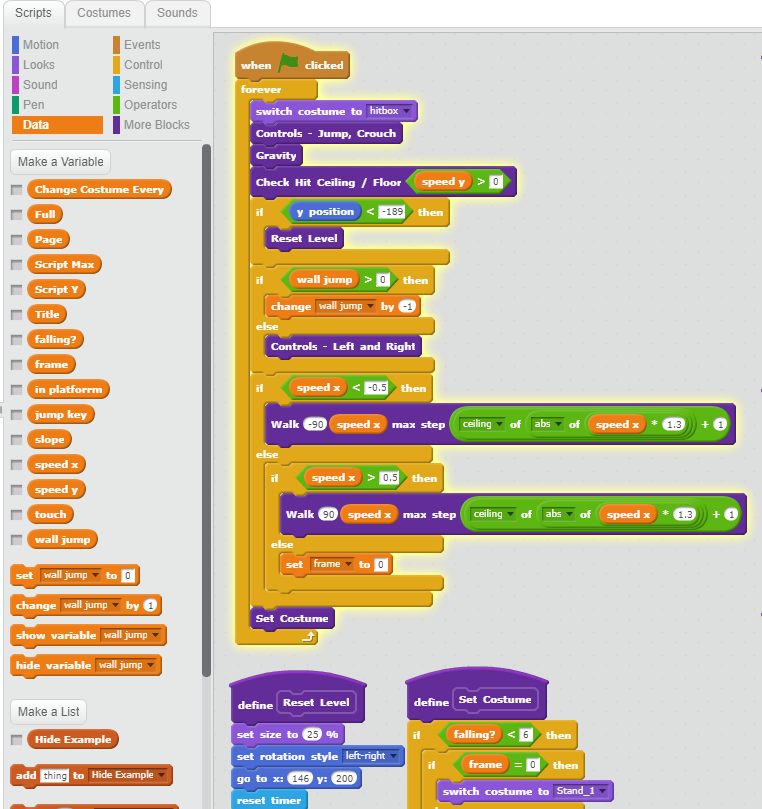 Scripts Costumes Sounds
Motion Events
Looks Control
Sound Sensing
Pen Operators
Data More Blocks
Make a Variable
Change Costume Every
Full
Page
Script Max
Script Y
Title
falling?
frame
in platforrm
jump key
slope
speed x
speed y
touch
wall jump
set wall jump to 0
change wall jump by 1
show variable wall jump
hide variable wall jump
Make a List
Hide Example
add thing to Hide Example
when clicked
forever
switch costume to hitbox
Controls - Jump, Crouch
Gravity
Check Hit Ceiling / Floor speed y > 0
if y position < -189 then
Reset Level
if wall jump > 0 then
change wall jump by -1
else
Controls - Left and Right
if speed x < -0.5 then
Walk -90 speed x max step ceiling of abs of speed x * 1.3 + 1
else
if speed x > 0.5 then
Walk 90 speed x max step ceiling of abs of speed x * 1.3 + 1
else
set frame to 0
Set Costume
define Reset Level
set size to 25 %
set rotation style left-right
go to x: 146 y: 200
reset timer
define Set Costume
if falling? < 6 then
if frame = 0 then
switch costume to Stand_1